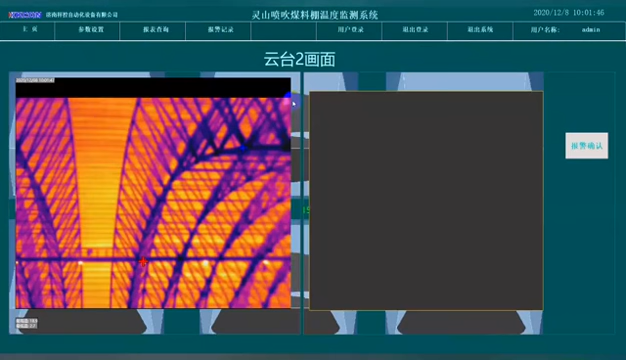 济南祥控自动化设备有限公司
灵山喷吹煤料棚温度监测系统
2020/12/8 10:01:46
主 页 参数设置 报表查询 报警记录 用户登录 退出登录 退出系统 用户名称: admin
云台2画面
报警确认